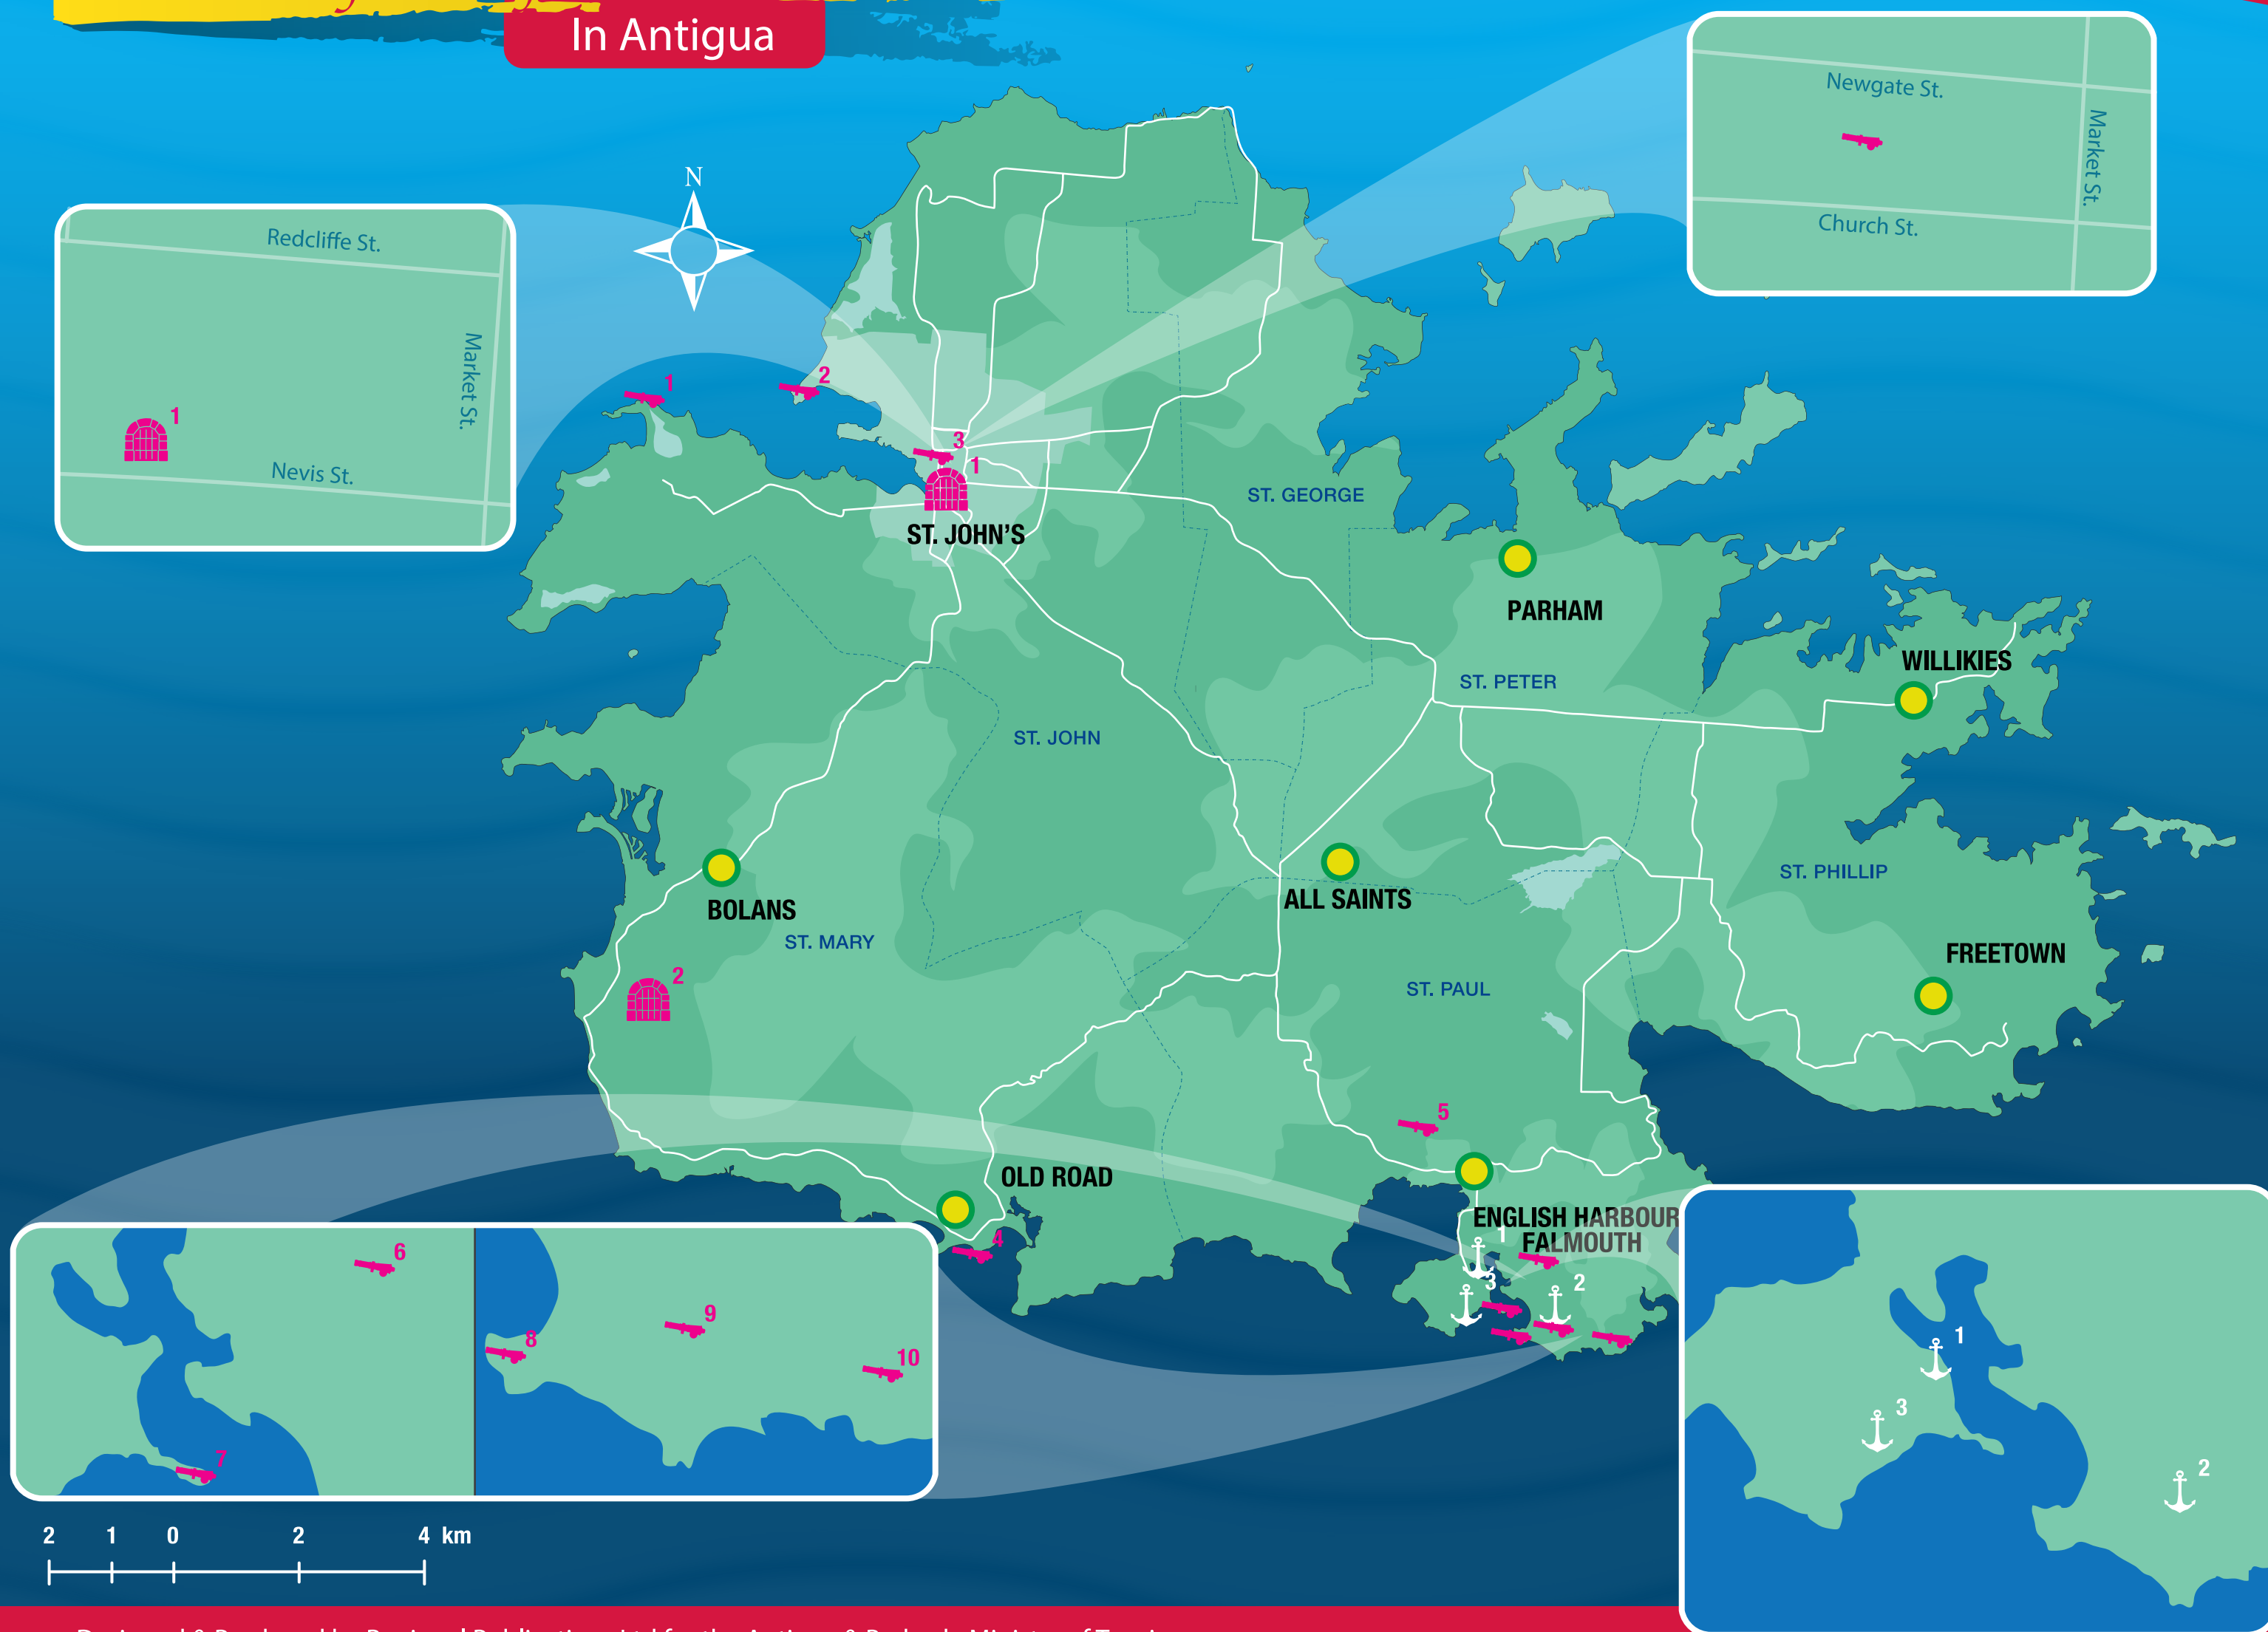 In Antigua
Newgate St.
Market St.
Church St.
N
Redcliffe St.
Market St.
1
Nevis St.
1
2
3
1
ST. JOHN'S
ST. GEORGE
PARHAM
WILLIKIES
ST. PETER
ST. JOHN
BOLANS
ST. MARY
ALL SAINTS
ST. PHILLIP
FREETOWN
2
ST. PAUL
5
OLD ROAD
4
ENGLISH HARBOUR
FALMOUTH
1
3
2
6
7
8
9
10
1
3
2
2 1 0 2 4 km